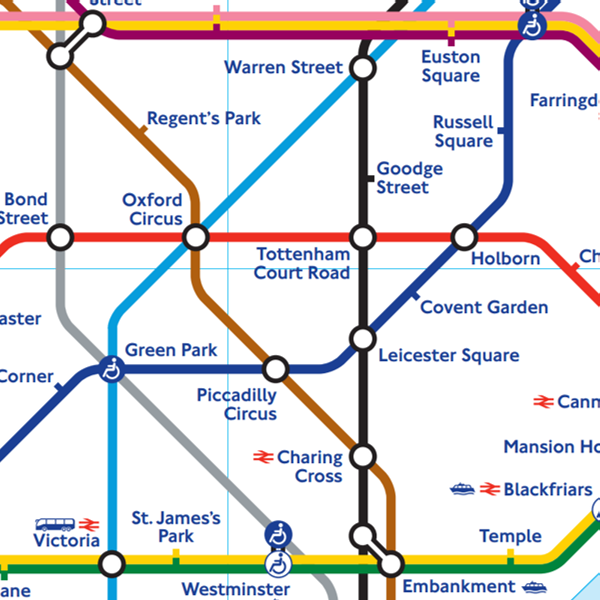 Street
Warren Street
Euston
Square
Regent's Park
Russell
Square
Farringd
Goodge
Street
Bond
Street
Oxford
Circus
Tottenham
Court Road
Holborn
Ch
aster
Covent Garden
Green Park
Corner
Leicester Square
Piccadilly
Circus
Cann
Charing
Cross
Mansion Ho
Blackfriars
St. James's
Park
Victoria
Temple
ane
Westminster
Embankment